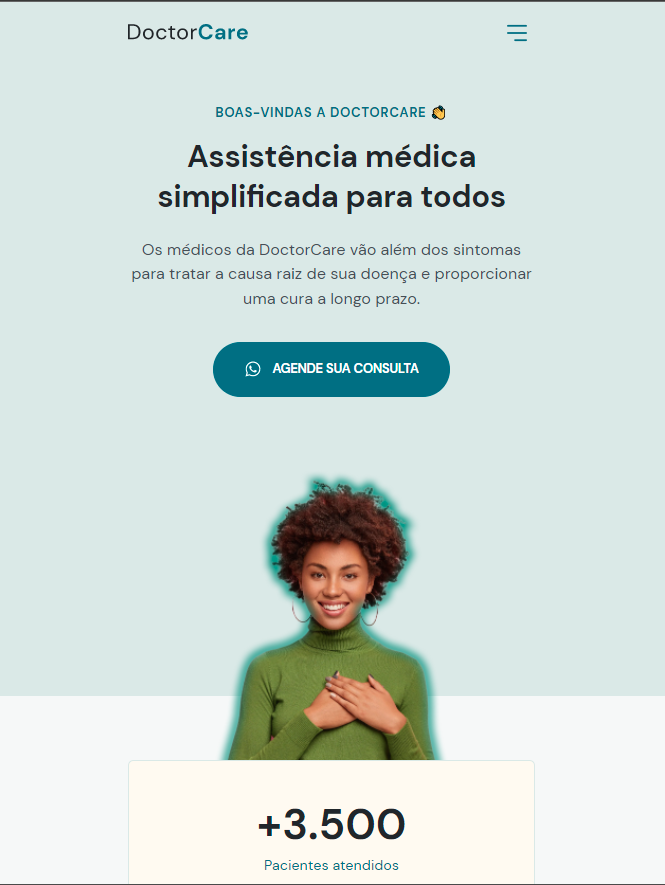 DoctorCare
BOAS-VINDAS A DOCTORCARE 👏
Assistência médica
simplificada para todos
Os médicos da DoctorCare vão além dos sintomas
para tratar a causa raiz de sua doença e proporcionar
uma cura a longo prazo.
AGENDE SUA CONSULTA
+3.500
Pacientes atendidos